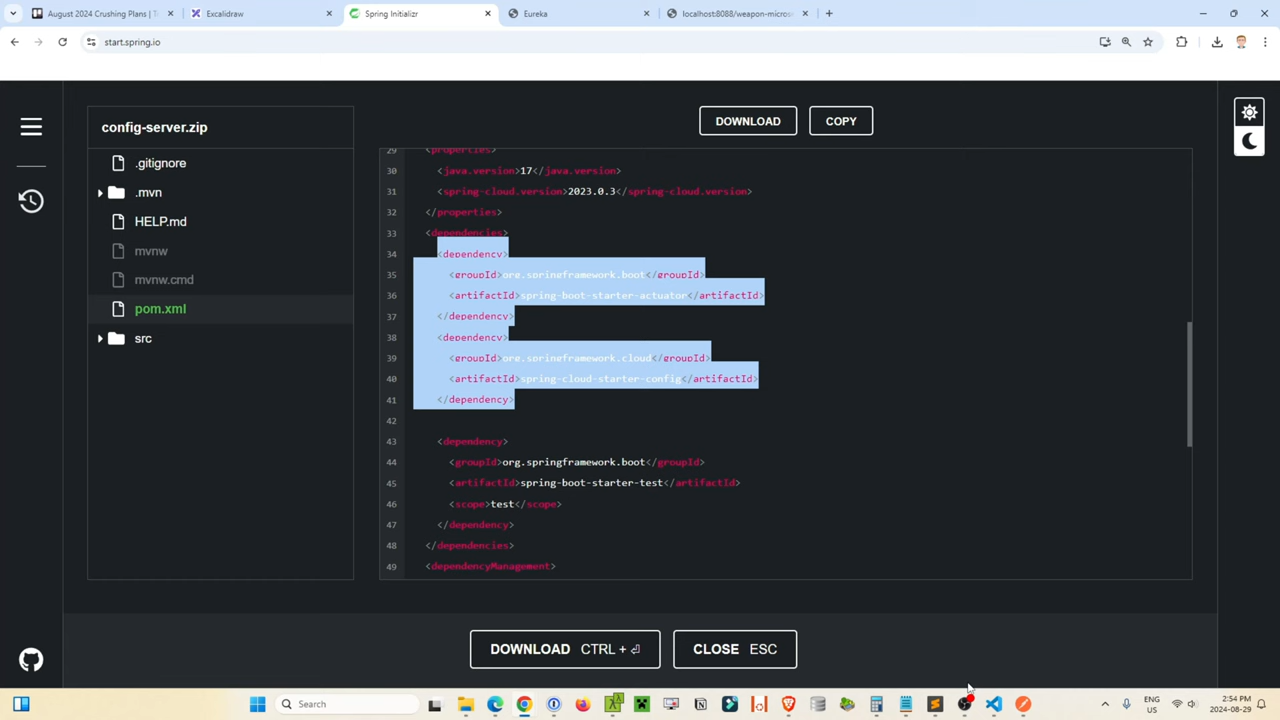 August 2024 Crushing Plans | T
Excalidraw
Spring Initializr
Eureka
localhost:8088/weapon-micros
start.spring.io
config-server.zip
DOWNLOAD
COPY
.gitignore
.mvn
HELP.md
mvnw
mvnw.cmd
pom.xml
src
29 <properties>
30 <java.version>17</java.version>
31 <spring-cloud.version>2023.0.3</spring-cloud.version>
32 </properties>
33 <dependencies>
34 <dependency>
35 <groupId>org.springframework.boot</groupId>
36 <artifactId>spring-boot-starter-actuator</artifactId>
37 </dependency>
38 <dependency>
39 <groupId>org.springframework.cloud</groupId>
40 <artifactId>spring-cloud-starter-config</artifactId>
41 </dependency>
42
43 <dependency>
44 <groupId>org.springframework.boot</groupId>
45 <artifactId>spring-boot-starter-test</artifactId>
46 <scope>test</scope>
47 </dependency>
48 </dependencies>
49 <dependencyManagement>
DOWNLOAD CTRL + ⏎
CLOSE ESC
Search
ENG
US
2:54 PM
2024-08-29